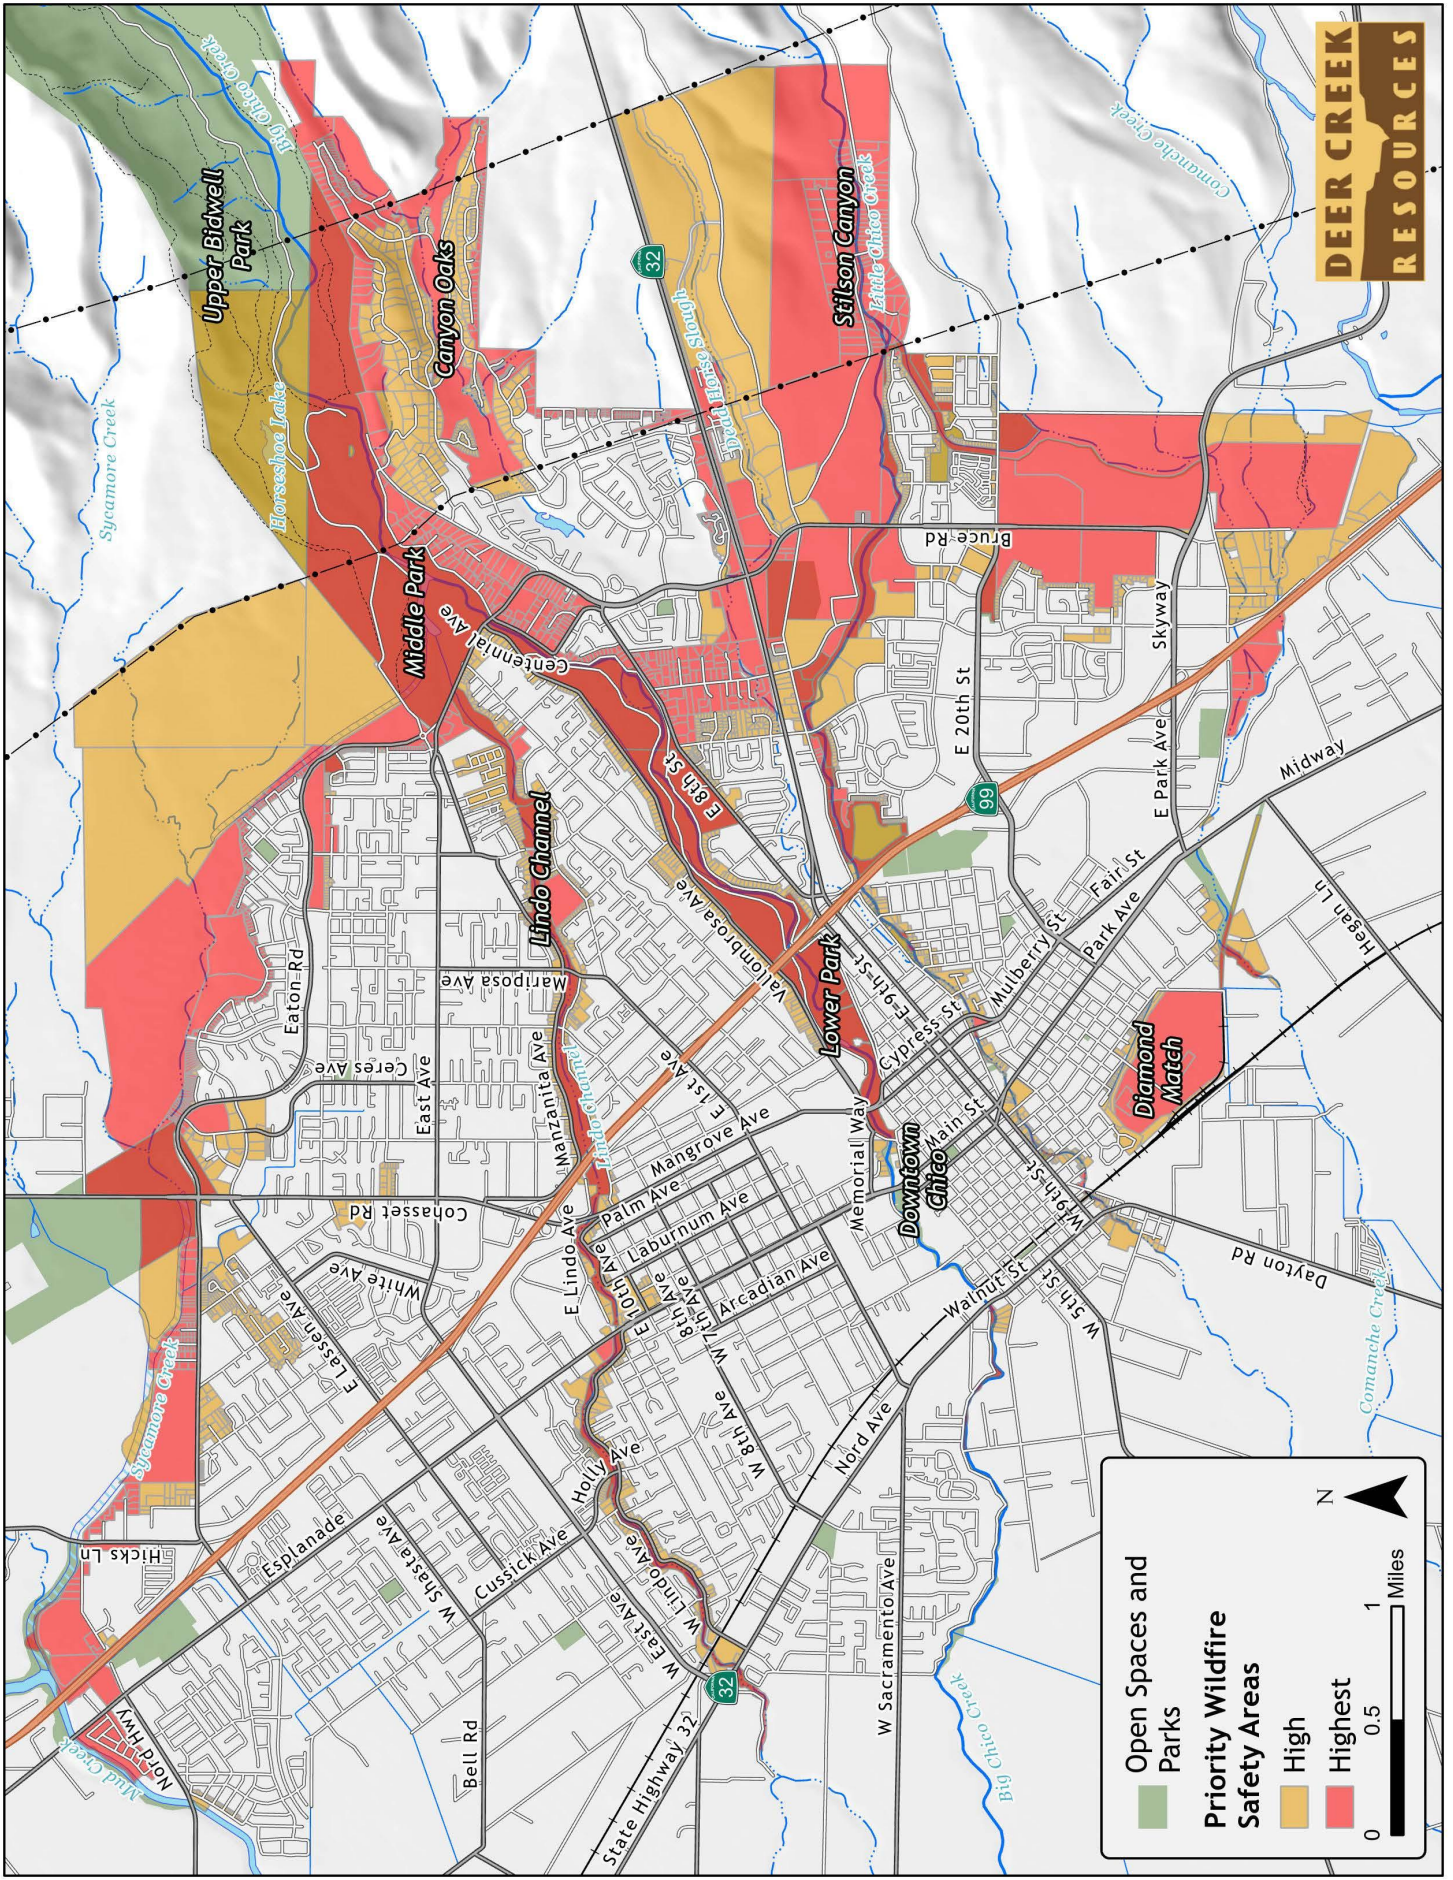 Big Chico Creek
Upper Bidwell
Park
Sycamore Creek
Horseshoe Lake
Canyon Oaks
32
Dead Horse Slough
Stilson Canyon
Little Chico Creek
Comanche Creek
DEER CREEK
RESOURCES
Middle Park
Centennial Ave
Bruce Rd
Skyway
E 20th St
E Park Ave
Midway
E 8th St
99
Lindo Channel
Vallombrosa Ave
Fair St
Park Ave
Mulberry St
Hegan Ln
Eaton Rd
Mariposa Ave
Manzanita Ave
Ceres Ave
East Ave
Lindo Channel
E 1st Ave
Mangrove Ave
Lower Park
E 9th St
Cypress St
Diamond
Match
Memorial Way
Downtown
Chico
Main St
W 9th St
Cohasset Rd
Palm Ave
Laburnum Ave
E Lindo Ave
E 10th Ave
8th Ave
W 7th Ave
Arcadian Ave
Walnut St
W 5th St
Dayton Rd
Comanche Creek
White Ave
E Lassen Ave
Sycamore Creek
Holly Ave
W 8th Ave
Nord Ave
Hicks Ln
Esplanade
W Shasta Ave
Cussick Ave
W Lindo Ave
W East Ave
W Sacramento Ave
32
State Highway 32
Bell Rd
Nord Hwy
Mud Creek
Big Chico Creek
N
Open Spaces and
Parks
Priority Wildfire
Safety Areas
High
Highest
0 0.5 1
Miles